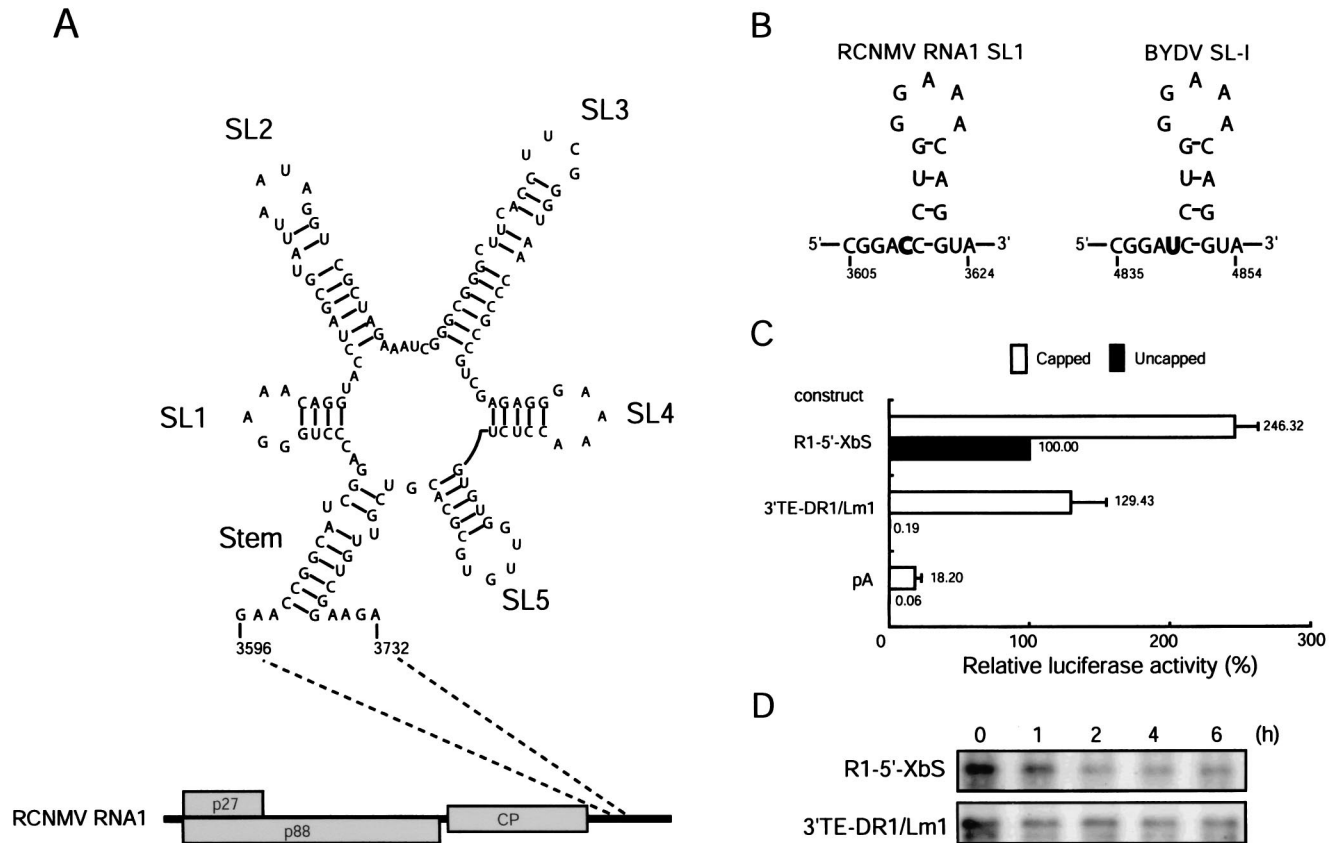 A
SL1
SL2
SL3
SL4
SL5
Stem
3596
3732
GAAC
GAAGA
GAAAUCG
RCNMV RNA1
p27
p88
CP
B
RCNMV RNA1 SL1
A
G A
G A
G-C
U-A
C-G
5'-CGGACC-GUA-3'
3605 3624
BYDV SL-I
A
G A
G A
G-C
U-A
C-G
5'-CGGAUC-GUA-3'
4835 4854
C
Capped Uncapped
construct
R1-5'-XbS
246.32
100.00
3'TE-DR1/Lm1
129.43
0.19
pA
18.20
0.06
0 100 200 300
Relative luciferase activity (%)
D
0 1 2 4 6 (h)
R1-5'-XbS
3'TE-DR1/Lm1